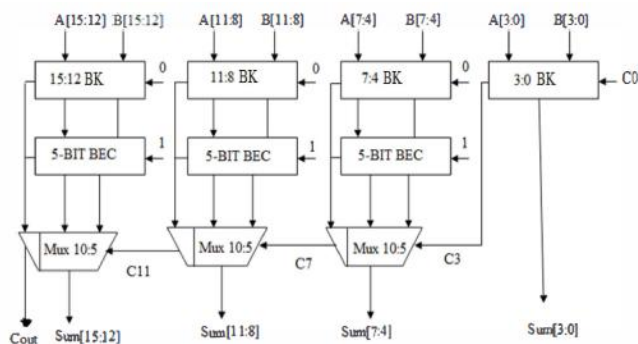 A[15:12] B[15:12] A[11:8] B[11:8] A[7:4] B[7:4] A[3:0] B[3:0]
15:12 BK 0 11:8 BK 0 7:4 BK 0 3:0 BK C0
5-BIT BEC 1 5-BIT BEC 1 5-BIT BEC 1
Mux 10:5 C11 Mux 10:5 C7 Mux 10:5 C3
Cout Sum[15:12] Sum[11:8] Sum[7:4] Sum[3:0]